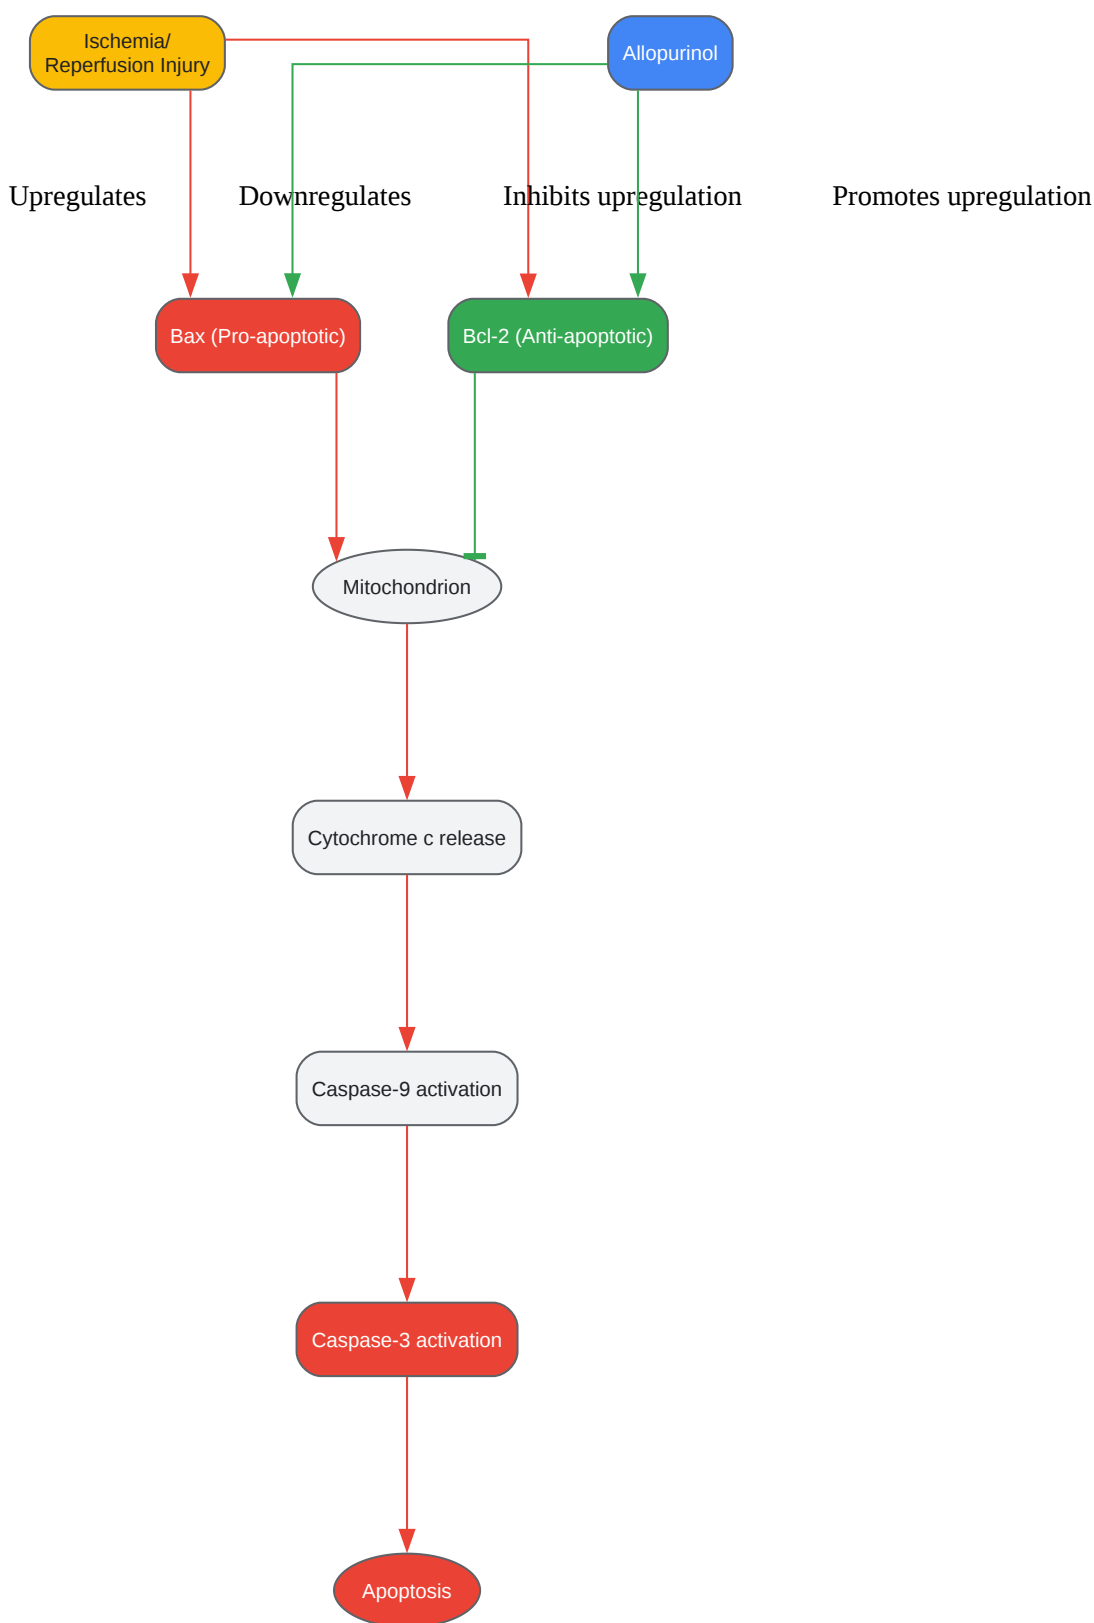 Ischemia/
Reperfusion Injury
Allopurinol
Upregulates
Downregulates
Inhibits upregulation
Promotes upregulation
Bax (Pro-apoptotic)
Bcl-2 (Anti-apoptotic)
Mitochondrion
Cytochrome c release
Caspase-9 activation
Caspase-3 activation
Apoptosis